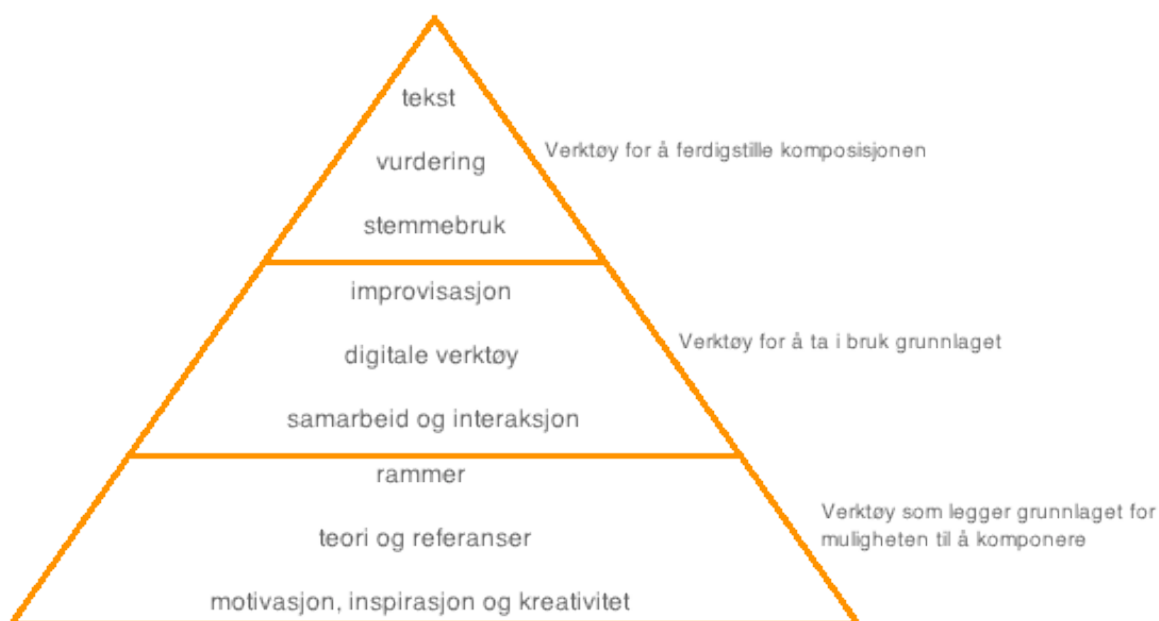 tekst
vurdering
Verktøy for å ferdigstille komposisjonen
stemmebruk
improvisasjon
digitale verktøy
Verktøy for å ta i bruk grunnlaget
samarbeid og interaksjon
rammer
teori og referanser
Verktøy som legger grunnlaget for
muligheten til å komponere
motivasjon, inspirasjon og kreativitet